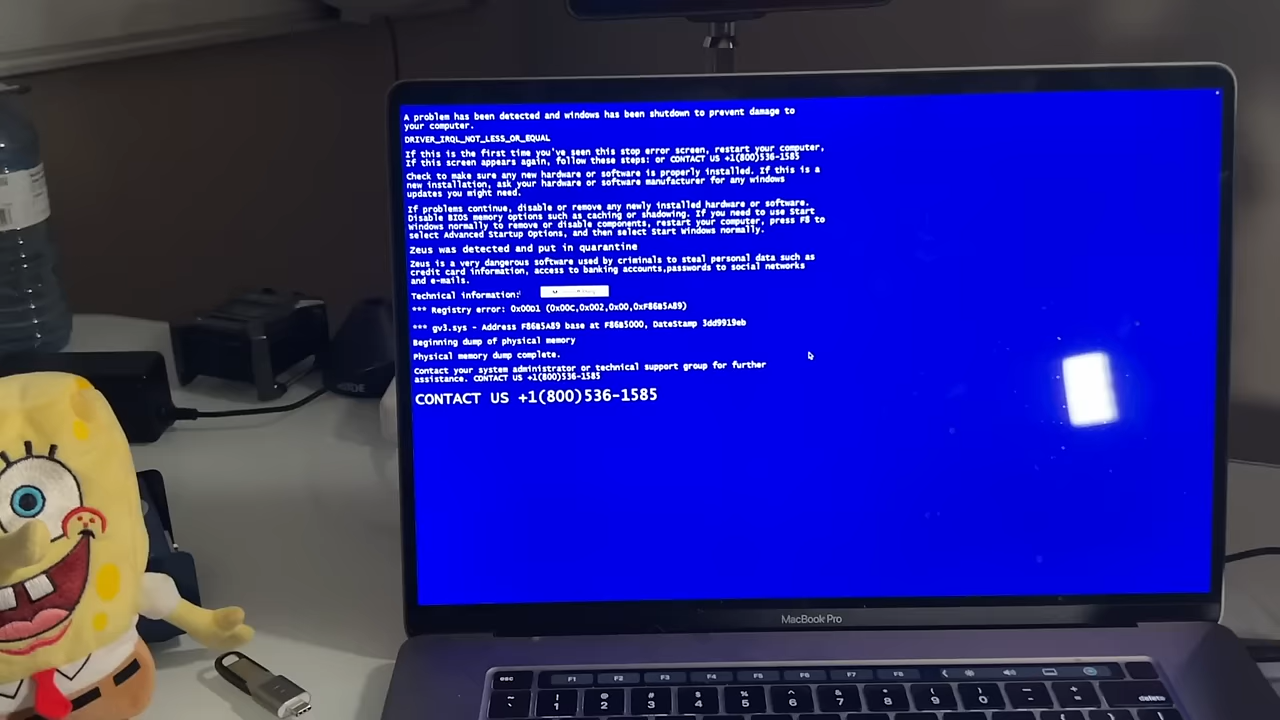 A problem has been detected and windows has been shutdown to prevent damage to
your computer.
DRIVER_IRQL_NOT_LESS_OR_EQUAL
If this is the first time you've seen this stop error screen, restart your computer,
If this screen appears again, follow these steps: or CONTACT US +1(800)536-1585
Check to make sure any new hardware or software is properly installed. If this is a
new installation, ask your hardware or software manufacturer for any windows
updates you might need.
If problems continue, disable or remove any newly installed hardware or software.
Disable BIOS memory options such as caching or shadowing. If you need to use Start
Windows normally to remove or disable components, restart your computer, press F8 to
select Advanced Startup Options, and then select Start Windows normally.
Zeus was detected and put in quarantine
Zeus is a very dangerous software used by criminals to steal personal data such as
credit card information, access to banking accounts,passwords to social networks
and e-mails.
Technical information:
*** Registry error: 0x00D1 (0x00C,0x002,0x00,0xF86B5A89)
*** gv3.sys - Address F86B5A89 base at F86B5000, DateStamp 3dd9919eb
Beginning dump of physical memory
Physical memory dump complete.
Contact your system administrator or technical support group for further
assistance. CONTACT US +1(800)536-1585
CONTACT US +1(800)536-1585
MacBook Pro
esc F1 F2 F3 F4 F5 F6 F7 F8
~ ! @ # $ % ^ & * ( ) _ +
1 2 3 4 5 6 7 8 9 0 - = delete